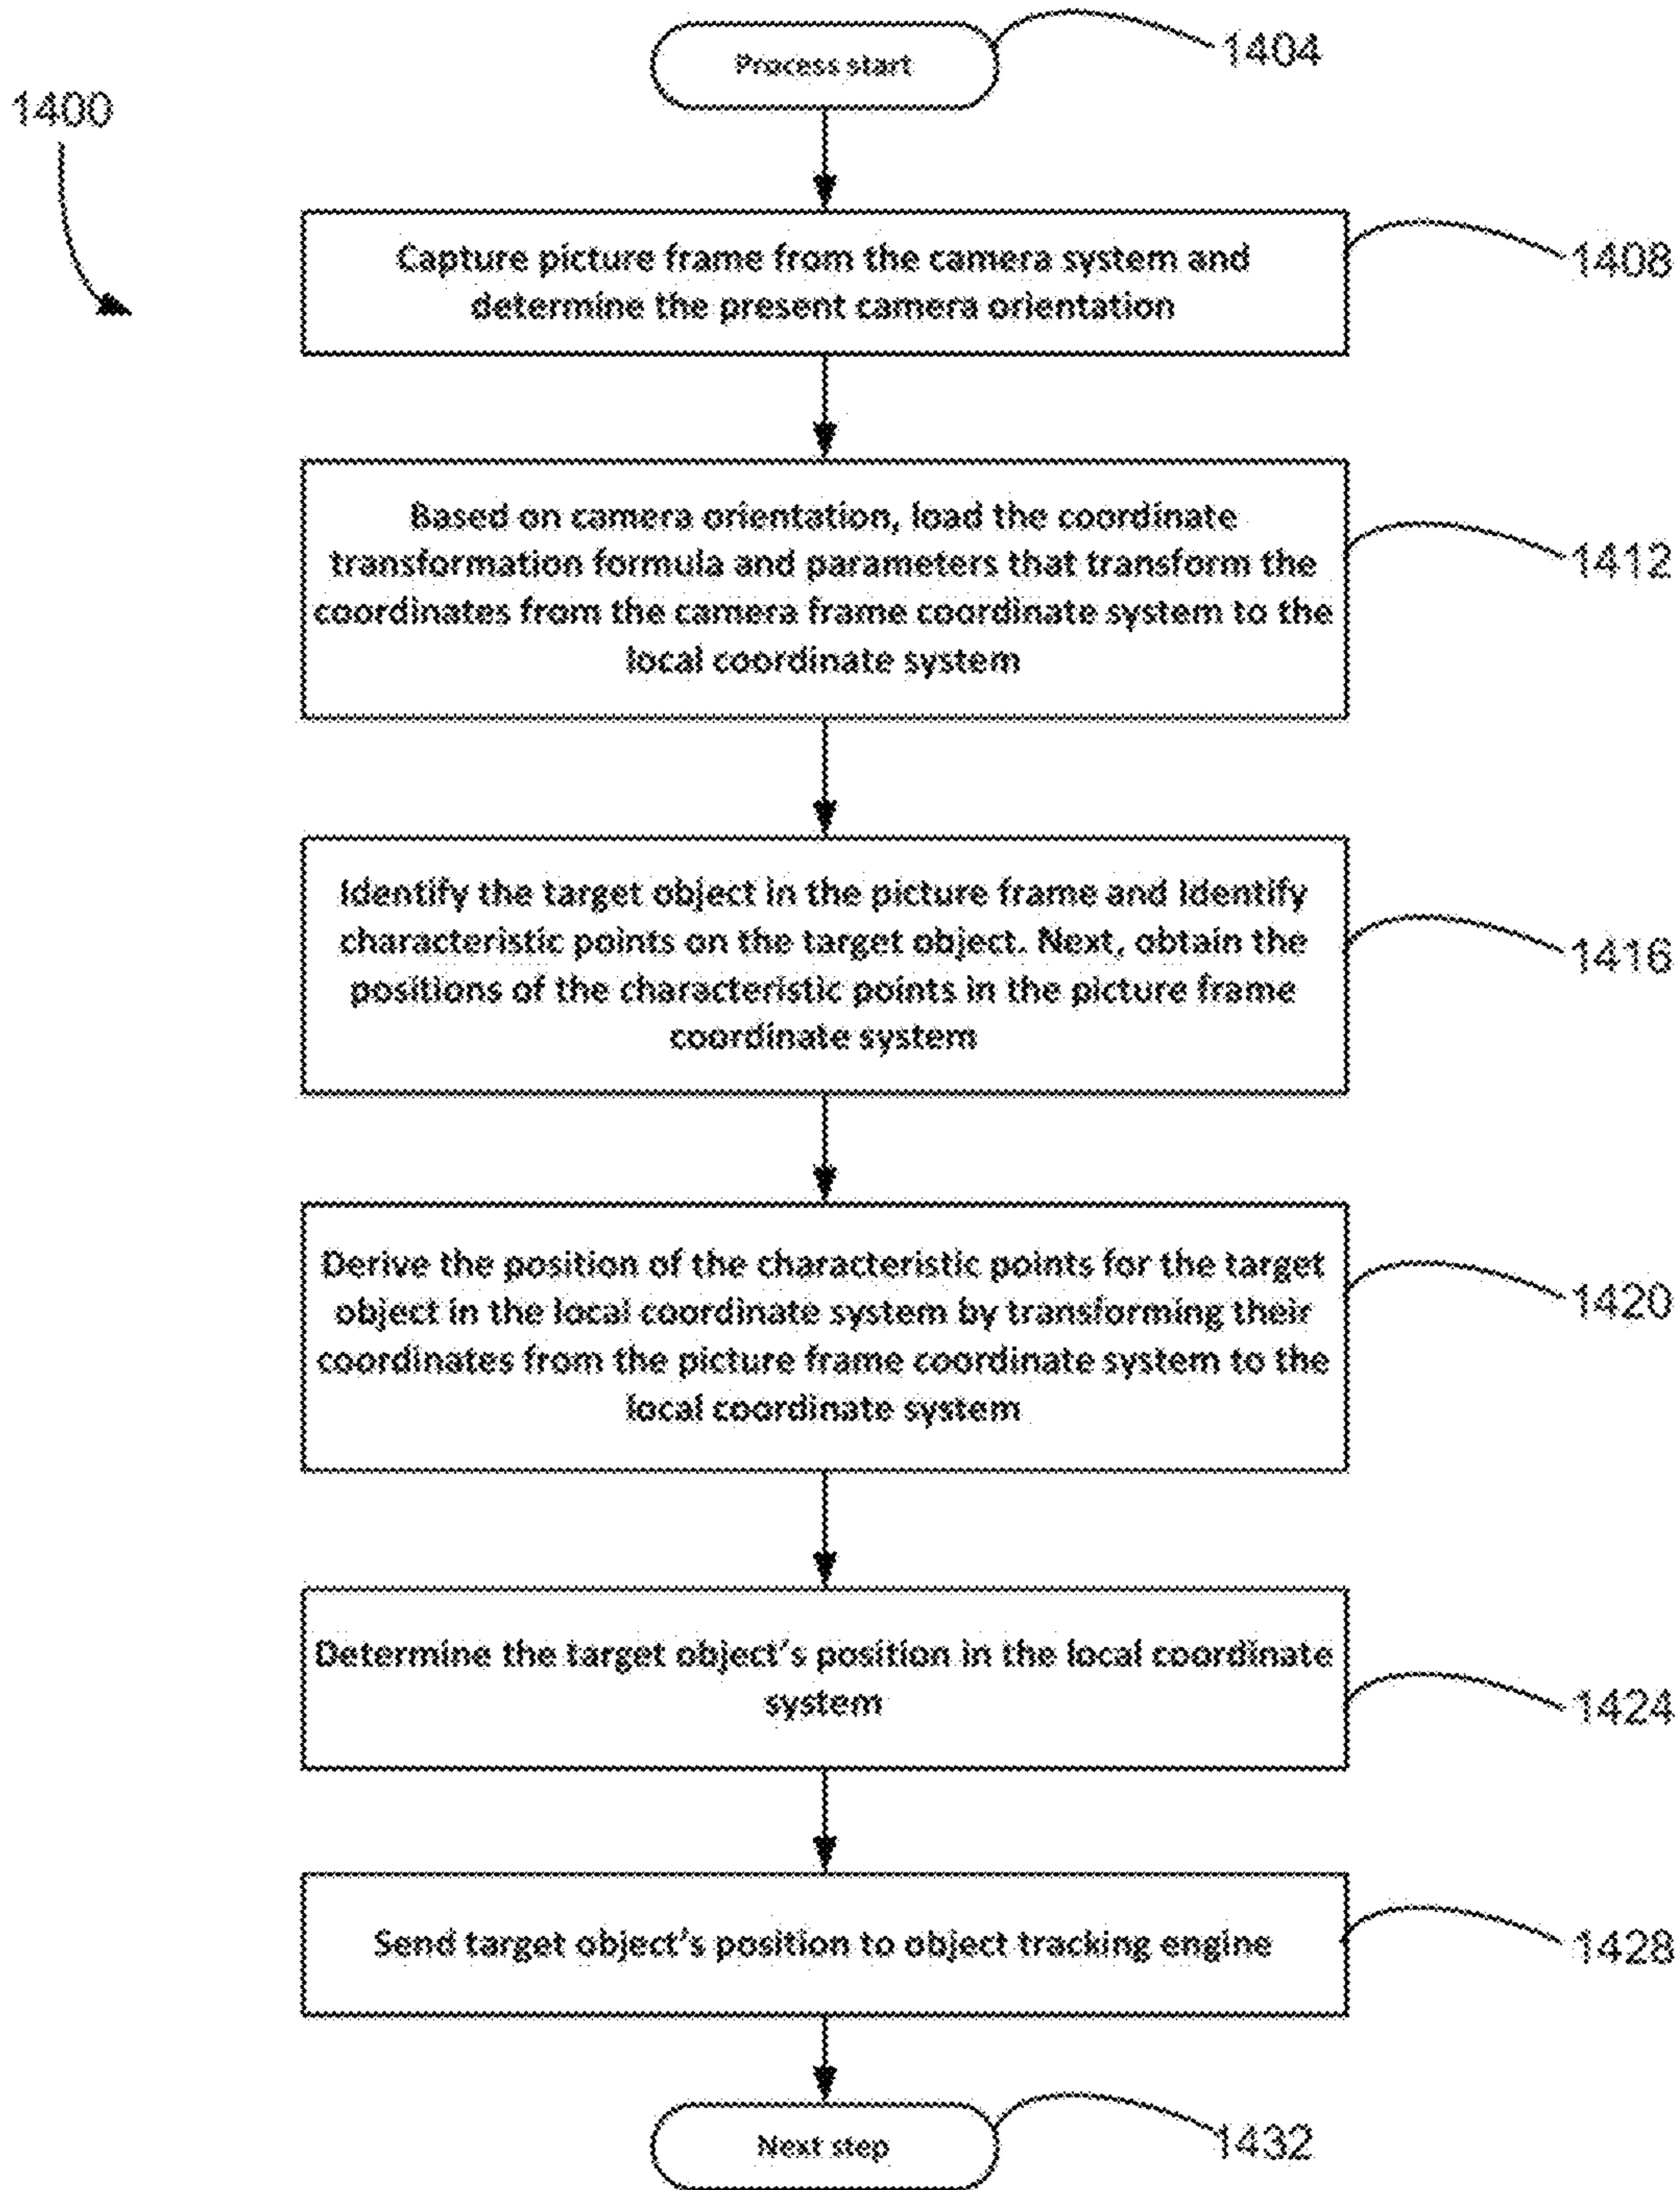 Process start
1404
1400
Capture picture frame from the camera system and
determine the present camera orientation
1408
Based on camera orientation, load the coordinate
transformation formula and parameters that transform the
coordinates from the camera frame coordinate system to the
local coordinate system
1412
Identify the target object in the picture frame and Identify
characteristic points on the target object. Next, obtain the
positions of the characteristic points in the picture frame
coordinate system
1416
Derive the position of the characteristic points for the target
object in the local coordinate system by transforming their
coordinates from the picture frame coordinate system to the
local coordinate system
1420
Determine the target object's position in the local coordinate
system
1424
Send target object's position to object tracking engine
1428
Next step
1432